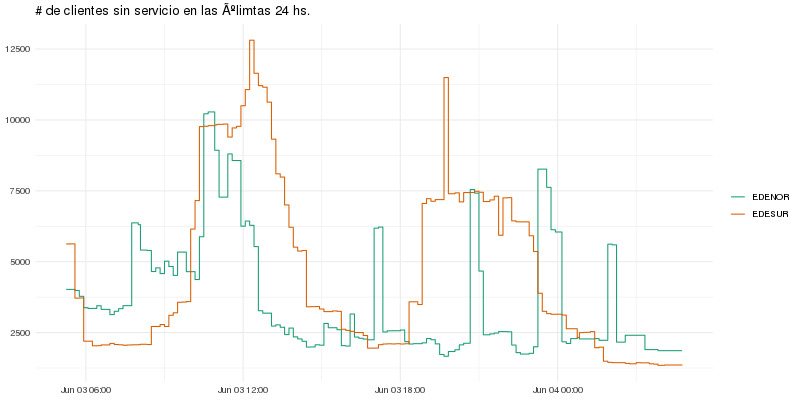 # de clientes sin servicio en las Ãºlimtas 24 hs.
12500
10000
7500
5000
2500
Jun 03 06:00
Jun 03 12:00
Jun 03 18:00
Jun 04 00:00
EDENOR
EDESUR